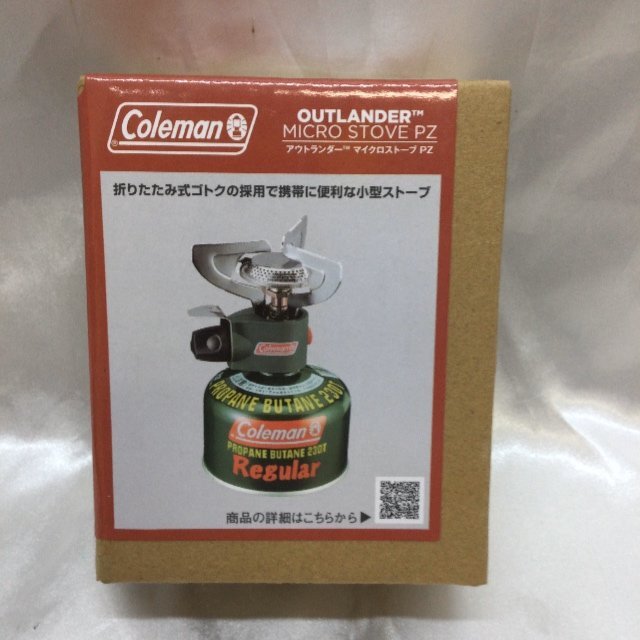 Coleman
OUTLANDER™
MICRO STOVE PZ
アウトランダー™ マイクロストーブ PZ
折りたたみ式ゴトクの採用で携帯に便利な小型ストーブ
Coleman
PROPANE BUTANE 230T
Coleman
PROPANE BUTANE 230T
Regular
商品の詳細はこちらから▶